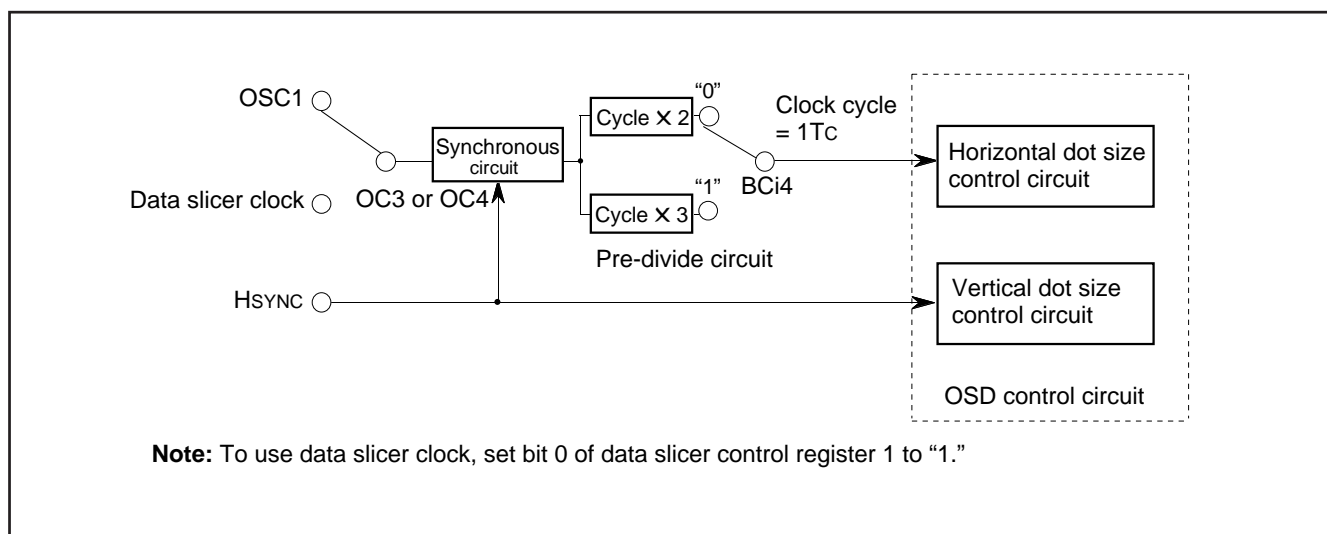 OSC1
Data slicer clock
HSYNC
OC3 or OC4
Synchronous
circuit
Cycle × 2
Cycle × 3
"0"
"1"
Pre-divide circuit
BCi4
Clock cycle
= 1TC
Horizontal dot size
control circuit
Vertical dot size
control circuit
OSD control circuit
Note: To use data slicer clock, set bit 0 of data slicer control register 1 to “1.”